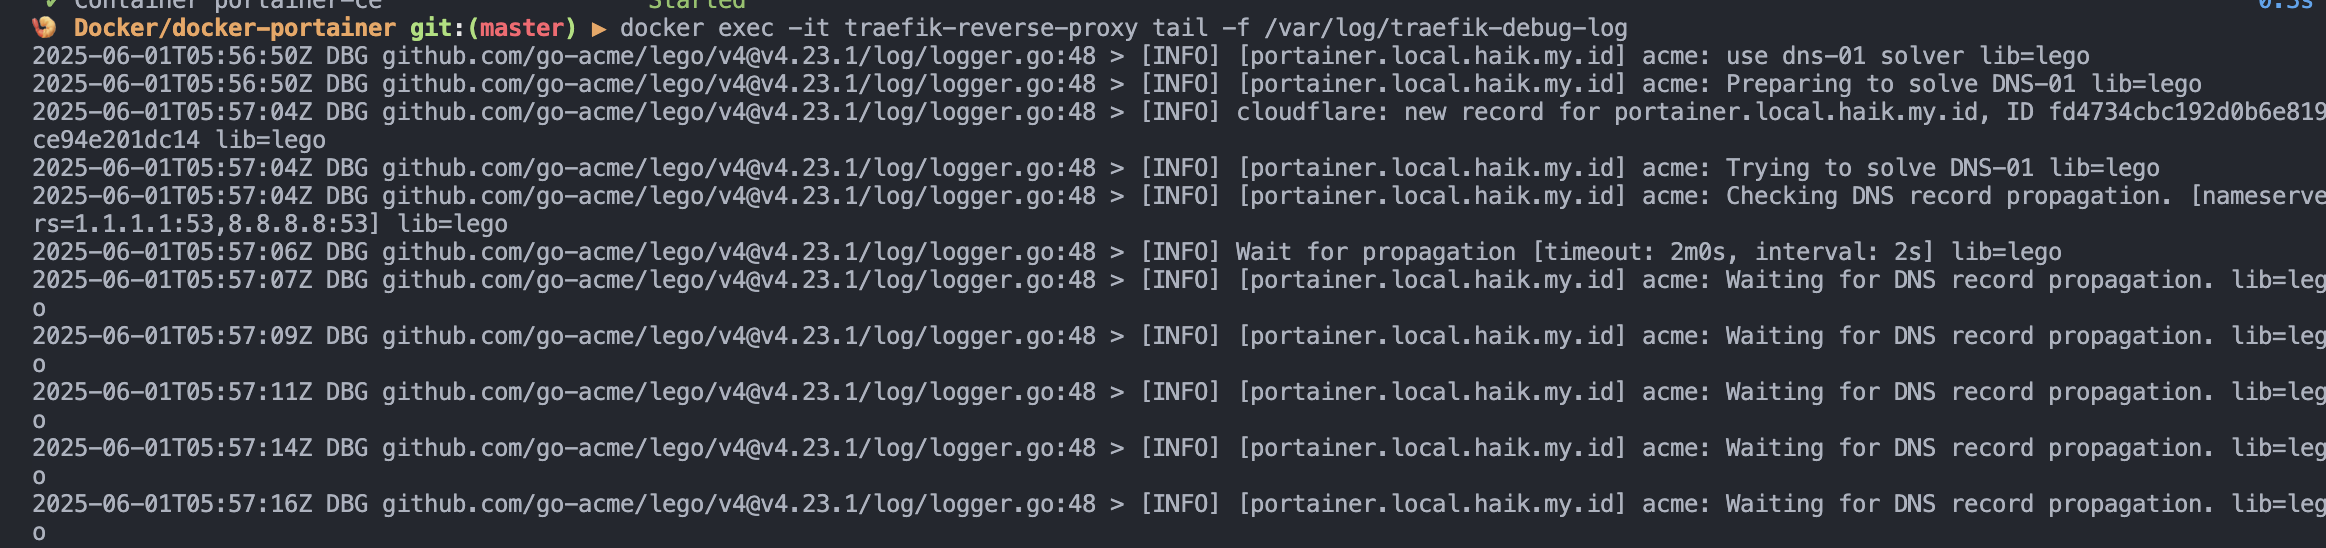 ✓ Container portainer-ce Started 0.3s
Docker/docker-portainer git:(master) ▶ docker exec -it traefik-reverse-proxy tail -f /var/log/traefik-debug-log
2025-06-01T05:56:50Z DBG github.com/go-acme/lego/v4@v4.23.1/log/logger.go:48 > [INFO] [portainer.local.haik.my.id] acme: use dns-01 solver lib=lego
2025-06-01T05:56:50Z DBG github.com/go-acme/lego/v4@v4.23.1/log/logger.go:48 > [INFO] [portainer.local.haik.my.id] acme: Preparing to solve DNS-01 lib=lego
2025-06-01T05:57:04Z DBG github.com/go-acme/lego/v4@v4.23.1/log/logger.go:48 > [INFO] cloudflare: new record for portainer.local.haik.my.id, ID fd4734cbc192d0b6e819
ce94e201dc14 lib=lego
2025-06-01T05:57:04Z DBG github.com/go-acme/lego/v4@v4.23.1/log/logger.go:48 > [INFO] [portainer.local.haik.my.id] acme: Trying to solve DNS-01 lib=lego
2025-06-01T05:57:04Z DBG github.com/go-acme/lego/v4@v4.23.1/log/logger.go:48 > [INFO] [portainer.local.haik.my.id] acme: Checking DNS record propagation. [nameserve
rs=1.1.1.1:53,8.8.8.8:53] lib=lego
2025-06-01T05:57:06Z DBG github.com/go-acme/lego/v4@v4.23.1/log/logger.go:48 > [INFO] Wait for propagation [timeout: 2m0s, interval: 2s] lib=lego
2025-06-01T05:57:07Z DBG github.com/go-acme/lego/v4@v4.23.1/log/logger.go:48 > [INFO] [portainer.local.haik.my.id] acme: Waiting for DNS record propagation. lib=leg
o
2025-06-01T05:57:09Z DBG github.com/go-acme/lego/v4@v4.23.1/log/logger.go:48 > [INFO] [portainer.local.haik.my.id] acme: Waiting for DNS record propagation. lib=leg
o
2025-06-01T05:57:11Z DBG github.com/go-acme/lego/v4@v4.23.1/log/logger.go:48 > [INFO] [portainer.local.haik.my.id] acme: Waiting for DNS record propagation. lib=leg
o
2025-06-01T05:57:14Z DBG github.com/go-acme/lego/v4@v4.23.1/log/logger.go:48 > [INFO] [portainer.local.haik.my.id] acme: Waiting for DNS record propagation. lib=leg
o
2025-06-01T05:57:16Z DBG github.com/go-acme/lego/v4@v4.23.1/log/logger.go:48 > [INFO] [portainer.local.haik.my.id] acme: Waiting for DNS record propagation. lib=leg
o